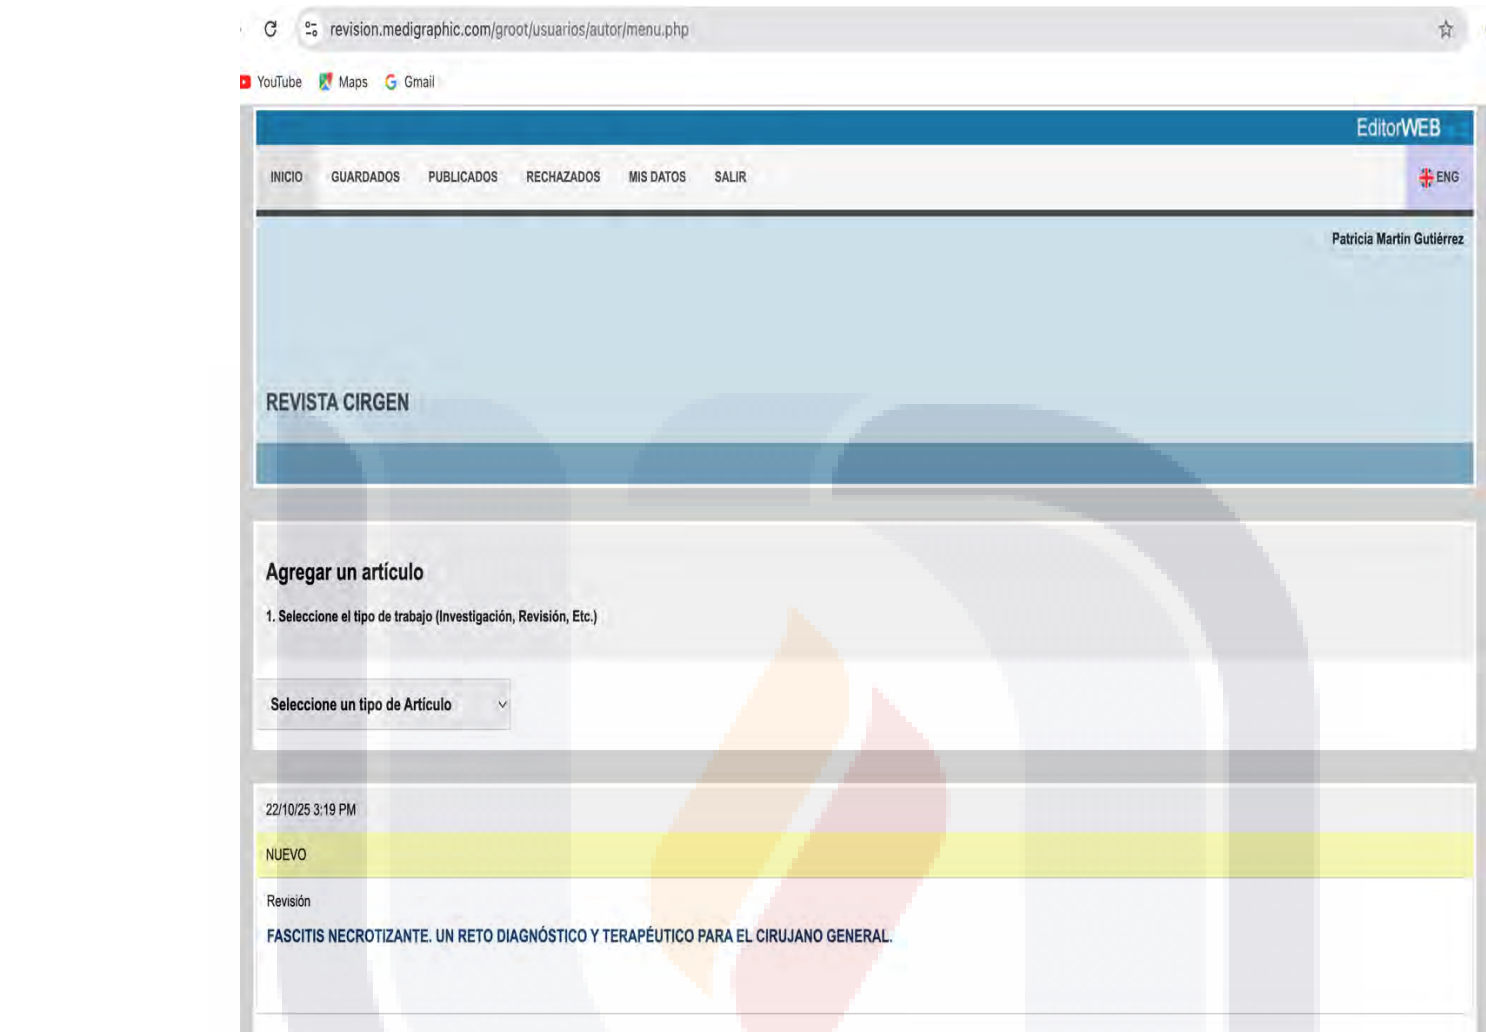 revision.medigraphic.com/groot/usuarios/autor/menu.php
YouTube Maps Gmail
EditorWEB
INICIO GUARDADOS PUBLICADOS RECHAZADOS MIS DATOS SALIR ENG
Patricia Martin Gutiérrez
REVISTA CIRGEN
Agregar un artículo
1. Seleccione el tipo de trabajo (Investigación, Revisión, Etc.)
Seleccione un tipo de Artículo
22/10/25 3:19 PM
NUEVO
Revisión
FASCITIS NECROTIZANTE. UN RETO DIAGNÓSTICO Y TERAPÉUTICO PARA EL CIRUJANO GENERAL.